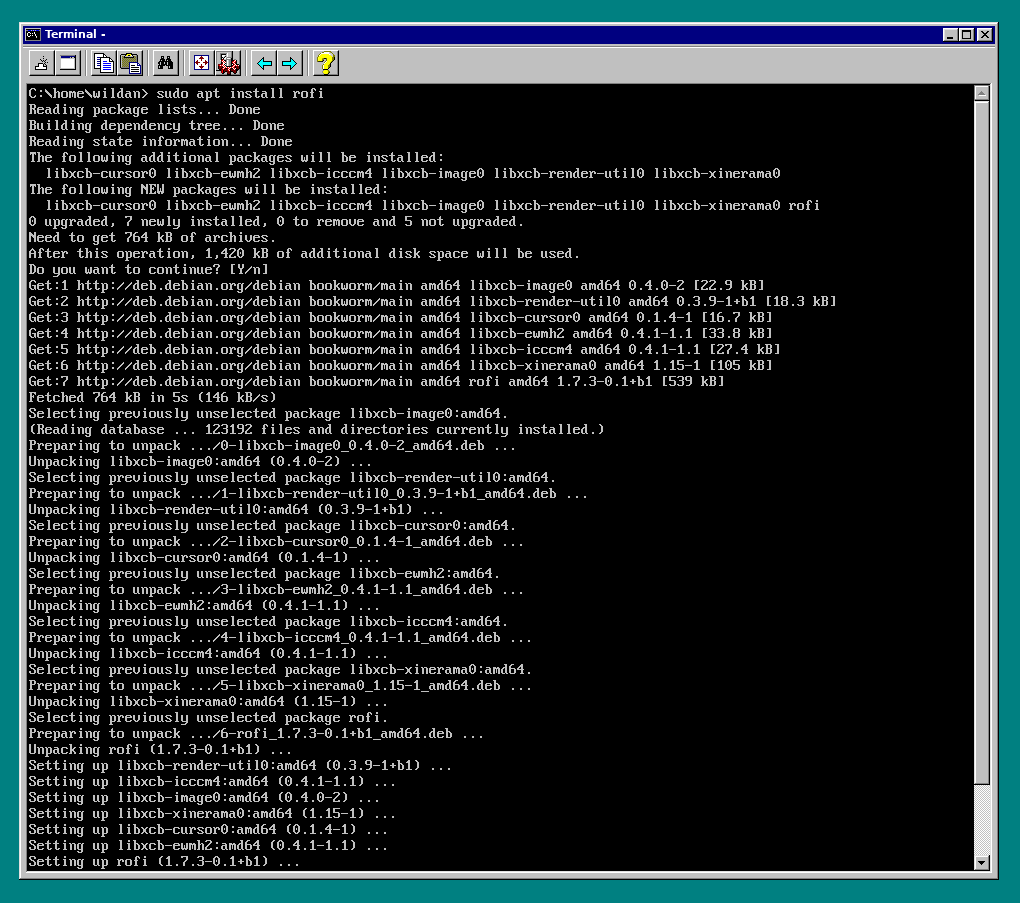 Terminal -
C:\home\wildan> sudo apt install rofi
Reading package lists... Done
Building dependency tree... Done
Reading state information... Done
The following additional packages will be installed:
  libxcb-cursor0 libxcb-ewmh2 libxcb-icccm4 libxcb-image0 libxcb-render-util0 libxcb-xinerama0
The following NEW packages will be installed:
  libxcb-cursor0 libxcb-ewmh2 libxcb-icccm4 libxcb-image0 libxcb-render-util0 libxcb-xinerama0 rofi
0 upgraded, 7 newly installed, 0 to remove and 5 not upgraded.
Need to get 764 kB of archives.
After this operation, 1,420 kB of additional disk space will be used.
Do you want to continue? [Y/n]
Get:1 http://deb.debian.org/debian bookworm/main amd64 libxcb-image0 amd64 0.4.0-2 [22.9 kB]
Get:2 http://deb.debian.org/debian bookworm/main amd64 libxcb-render-util0 amd64 0.3.9-1+b1 [18.3 kB]
Get:3 http://deb.debian.org/debian bookworm/main amd64 libxcb-cursor0 amd64 0.1.4-1 [16.7 kB]
Get:4 http://deb.debian.org/debian bookworm/main amd64 libxcb-ewmh2 amd64 0.4.1-1.1 [33.8 kB]
Get:5 http://deb.debian.org/debian bookworm/main amd64 libxcb-icccm4 amd64 0.4.1-1.1 [27.4 kB]
Get:6 http://deb.debian.org/debian bookworm/main amd64 libxcb-xinerama0 amd64 1.15-1 [105 kB]
Get:7 http://deb.debian.org/debian bookworm/main amd64 rofi amd64 1.7.3-0.1+b1 [539 kB]
Fetched 764 kB in 5s (146 kB/s)
Selecting previously unselected package libxcb-image0:amd64.
(Reading database ... 123192 files and directories currently installed.)
Preparing to unpack .../0-libxcb-image0_0.4.0-2_amd64.deb ...
Unpacking libxcb-image0:amd64 (0.4.0-2) ...
Selecting previously unselected package libxcb-render-util0:amd64.
Preparing to unpack .../1-libxcb-render-util0_0.3.9-1+b1_amd64.deb ...
Unpacking libxcb-render-util0:amd64 (0.3.9-1+b1) ...
Selecting previously unselected package libxcb-cursor0:amd64.
Preparing to unpack .../2-libxcb-cursor0_0.1.4-1_amd64.deb ...
Unpacking libxcb-cursor0:amd64 (0.1.4-1) ...
Selecting previously unselected package libxcb-ewmh2:amd64.
Preparing to unpack .../3-libxcb-ewmh2_0.4.1-1.1_amd64.deb ...
Unpacking libxcb-ewmh2:amd64 (0.4.1-1.1) ...
Selecting previously unselected package libxcb-icccm4:amd64.
Preparing to unpack .../4-libxcb-icccm4_0.4.1-1.1_amd64.deb ...
Unpacking libxcb-icccm4:amd64 (0.4.1-1.1) ...
Selecting previously unselected package libxcb-xinerama0:amd64.
Preparing to unpack .../5-libxcb-xinerama0_1.15-1_amd64.deb ...
Unpacking libxcb-xinerama0:amd64 (1.15-1) ...
Selecting previously unselected package rofi.
Preparing to unpack .../6-rofi_1.7.3-0.1+b1_amd64.deb ...
Unpacking rofi (1.7.3-0.1+b1) ...
Setting up libxcb-render-util0:amd64 (0.3.9-1+b1) ...
Setting up libxcb-icccm4:amd64 (0.4.1-1.1) ...
Setting up libxcb-image0:amd64 (0.4.0-2) ...
Setting up libxcb-xinerama0:amd64 (1.15-1) ...
Setting up libxcb-cursor0:amd64 (0.1.4-1) ...
Setting up libxcb-ewmh2:amd64 (0.4.1-1.1) ...
Setting up rofi (1.7.3-0.1+b1) ...